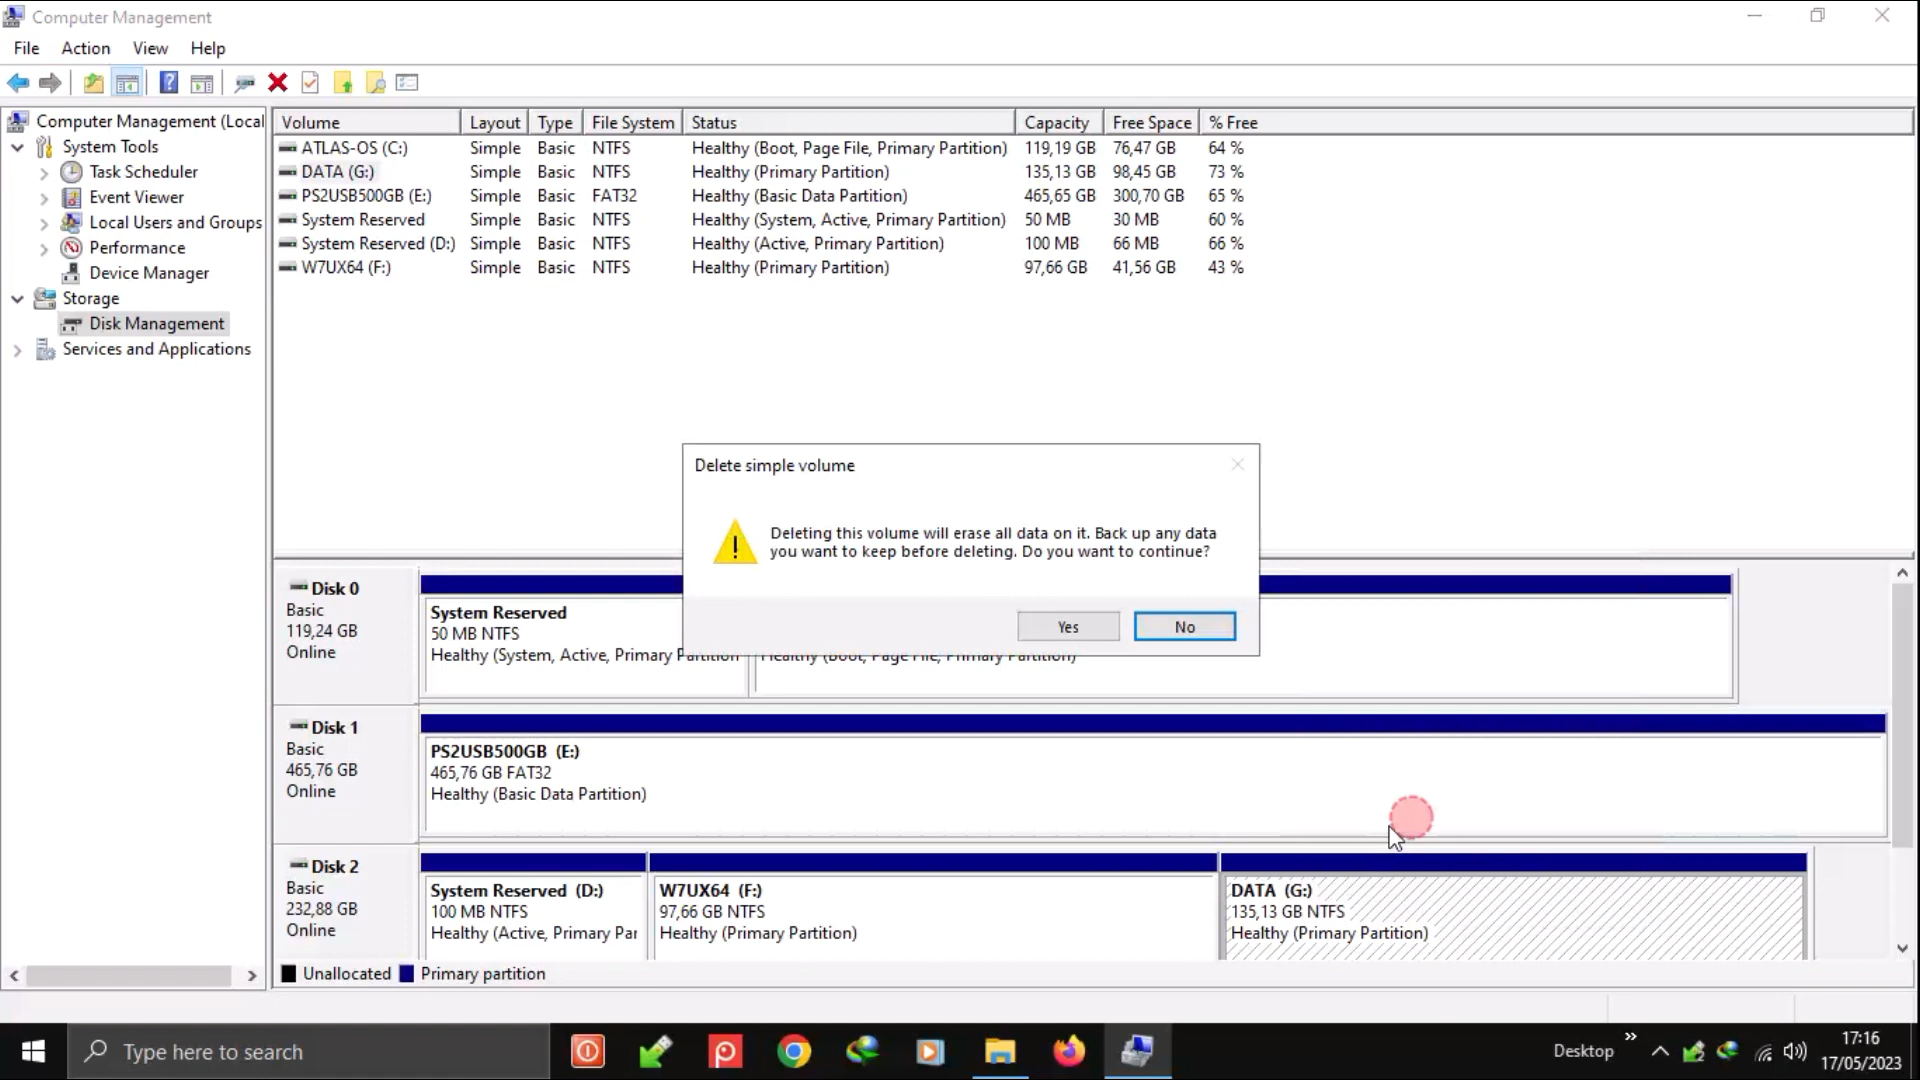 Computer Management
File Action View Help
Computer Management (Local
System Tools
Task Scheduler
Event Viewer
Local Users and Groups
Performance
Device Manager
Storage
Disk Management
Services and Applications
Volume Layout Type File System Status Capacity Free Space % Free
ATLAS-OS (C:) Simple Basic NTFS Healthy (Boot, Page File, Primary Partition) 119,19 GB 76,47 GB 64 %
DATA (G:) Simple Basic NTFS Healthy (Primary Partition) 135,13 GB 98,45 GB 73 %
PS2USB500GB (E:) Simple Basic FAT32 Healthy (Basic Data Partition) 465,65 GB 300,70 GB 65 %
System Reserved Simple Basic NTFS Healthy (System, Active, Primary Partition) 50 MB 30 MB 60 %
System Reserved (D:) Simple Basic NTFS Healthy (Active, Primary Partition) 100 MB 66 MB 66 %
W7UX64 (F:) Simple Basic NTFS Healthy (Primary Partition) 97,66 GB 41,56 GB 43 %
Delete simple volume
Deleting this volume will erase all data on it. Back up any data
you want to keep before deleting. Do you want to continue?
Yes No
Disk 0
Basic
119,24 GB
Online
System Reserved
50 MB NTFS
Healthy (System, Active, Primary Partition
Healthy (Boot, Page File, Primary Partition)
Disk 1
Basic
465,76 GB
Online
PS2USB500GB (E:)
465,76 GB FAT32
Healthy (Basic Data Partition)
Disk 2
Basic
232,88 GB
Online
System Reserved (D:)
100 MB NTFS
Healthy (Active, Primary Par
W7UX64 (F:)
97,66 GB NTFS
Healthy (Primary Partition)
DATA (G:)
135,13 GB NTFS
Healthy (Primary Partition)
Unallocated Primary partition
Type here to search
Desktop
17:16
17/05/2023